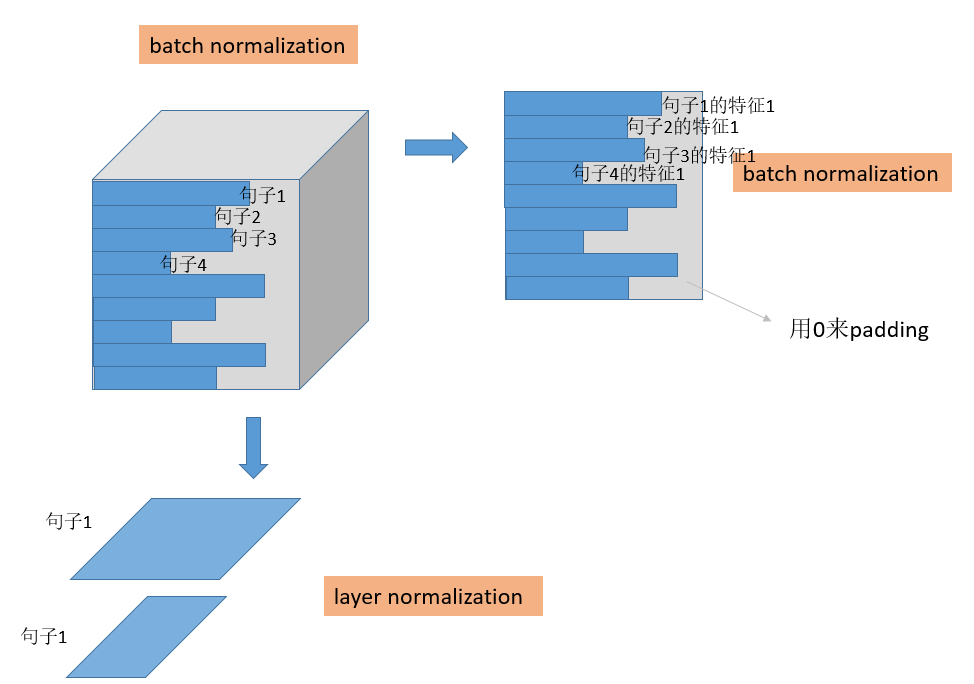 batch normalization
句子1的特征1
句子2的特征1
句子3的特征1
句子4的特征1
batch normalization
句子1
句子2
句子3
句子4
用0来padding
句子1
layer normalization
句子1